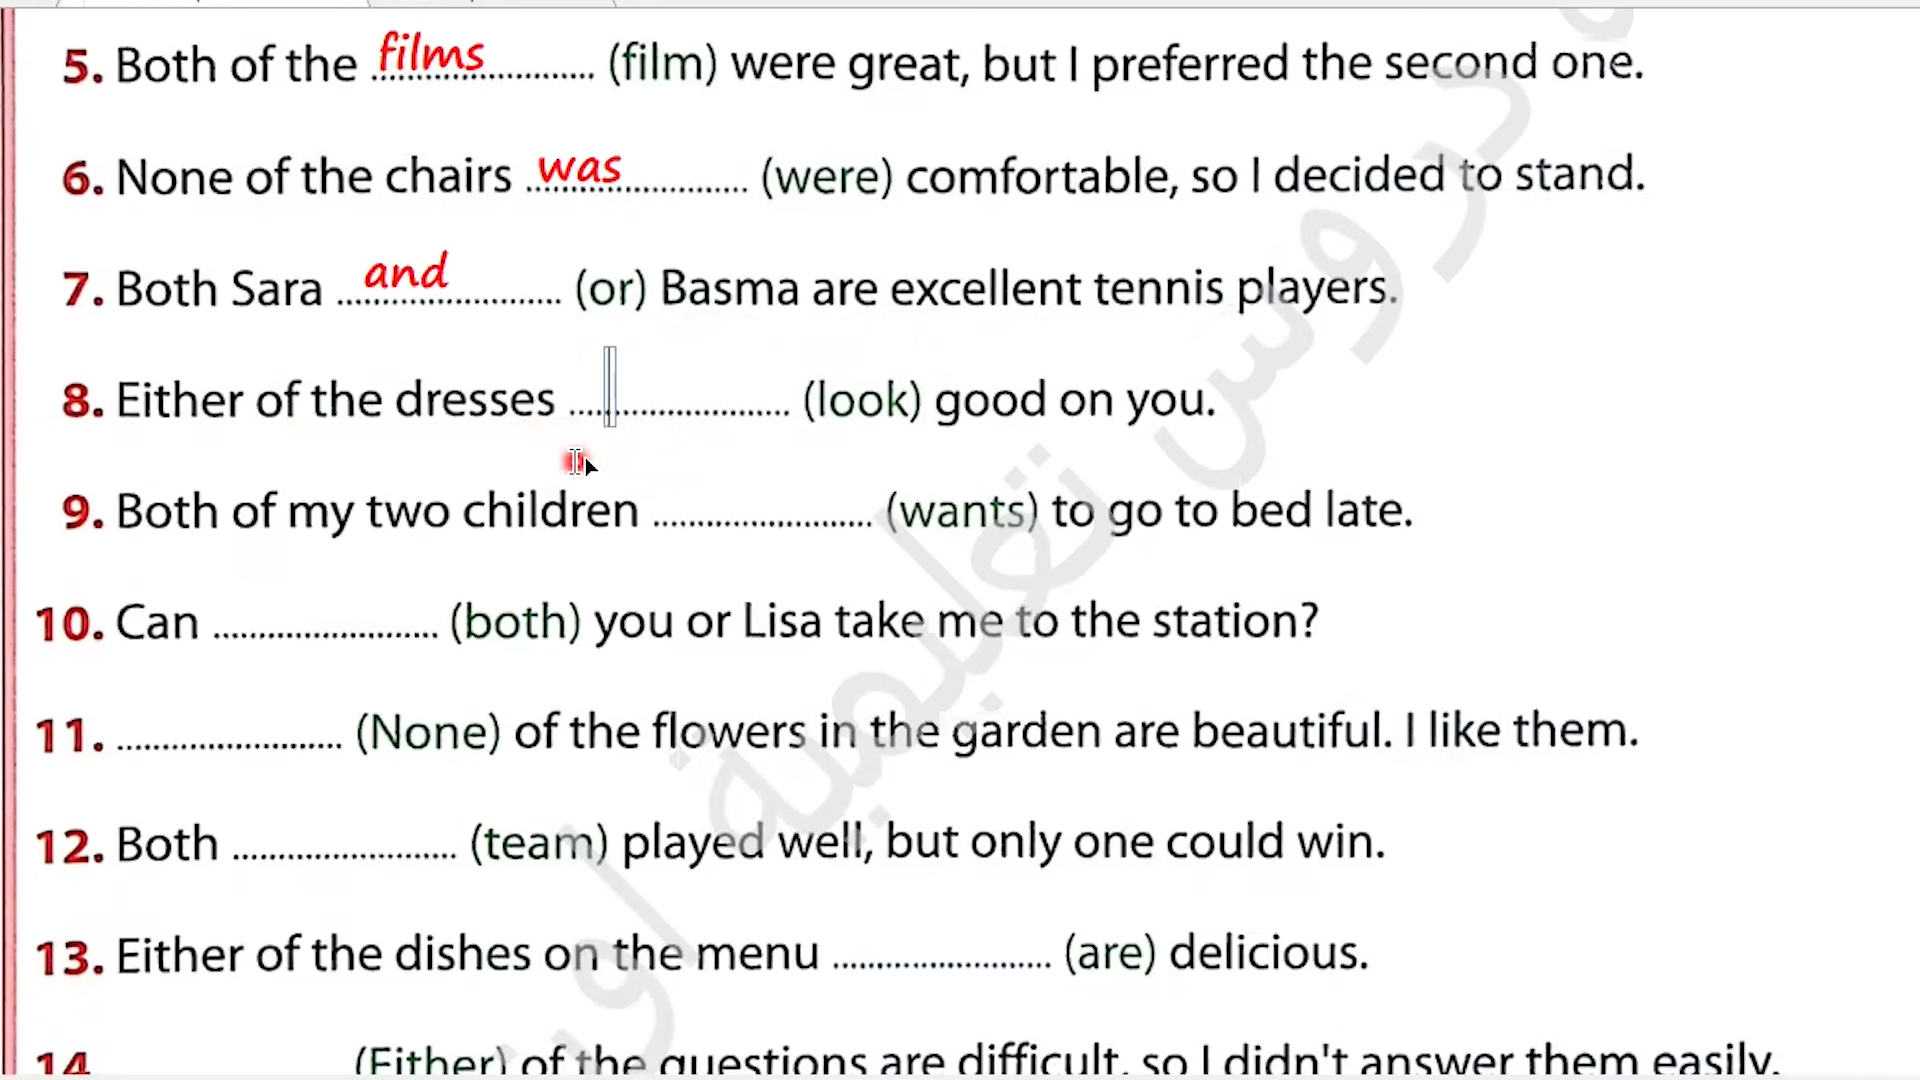 5. Both of the films ........................ (film) were great, but I preferred the second one.
6. None of the chairs was ........................ (were) comfortable, so I decided to stand.
7. Both Sara and ........................ (or) Basma are excellent tennis players.
8. Either of the dresses ........................ (look) good on you.
9. Both of my two children ........................ (wants) to go to bed late.
10. Can ........................ (both) you or Lisa take me to the station?
11. ........................ (None) of the flowers in the garden are beautiful. I like them.
12. Both ........................ (team) played well, but only one could win.
13. Either of the dishes on the menu ........................ (are) delicious.
14 (Either) of the questions are difficult, so I didn't answer them easily.
دروس تعليمية